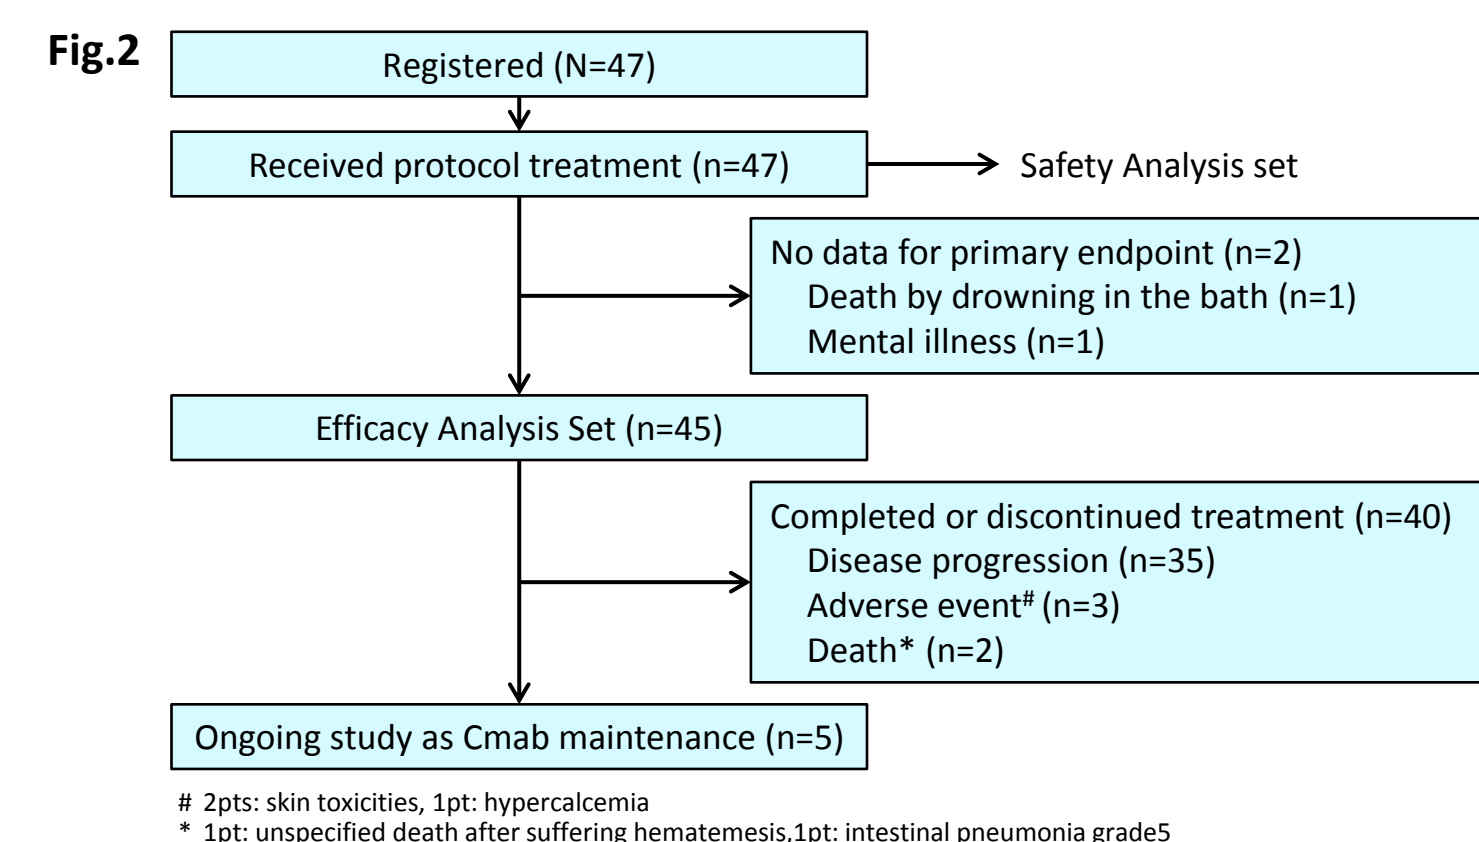 Fig.2
Registered (N=47)
Received protocol treatment (n=47)
Safety Analysis set
No data for primary endpoint (n=2)
Death by drowning in the bath (n=1)
Mental illness (n=1)
Efficacy Analysis Set (n=45)
Completed or discontinued treatment (n=40)
Disease progression (n=35)
Adverse event# (n=3)
Death* (n=2)
Ongoing study as Cmab maintenance (n=5)
# 2pts: skin toxicities, 1pt: hypercalcemia
* 1pt: unspecified death after suffering hematemesis,1pt: intestinal pneumonia grade5